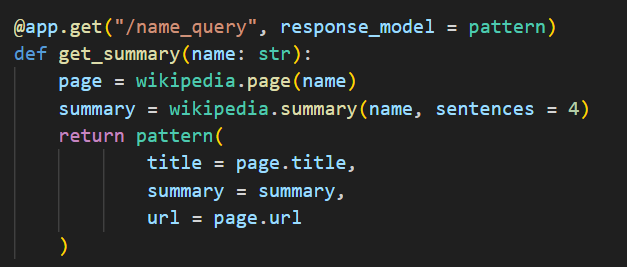 @app.get("/name_query", response_model = pattern)
def get_summary(name: str):
    page = wikipedia.page(name)
    summary = wikipedia.summary(name, sentences = 4)
    return pattern(
            title = page.title,
            summary = summary,
            url = page.url
    )